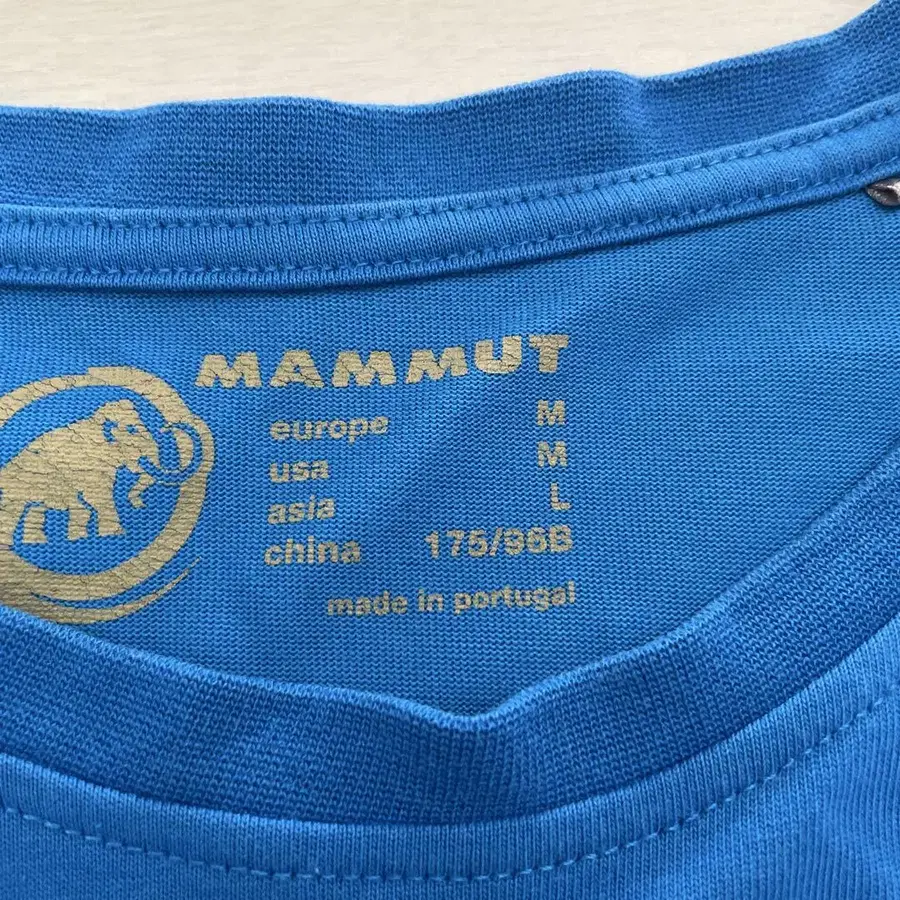 MAMMUT
europe M
usa M
asia L
china 175/96B
made in portugal